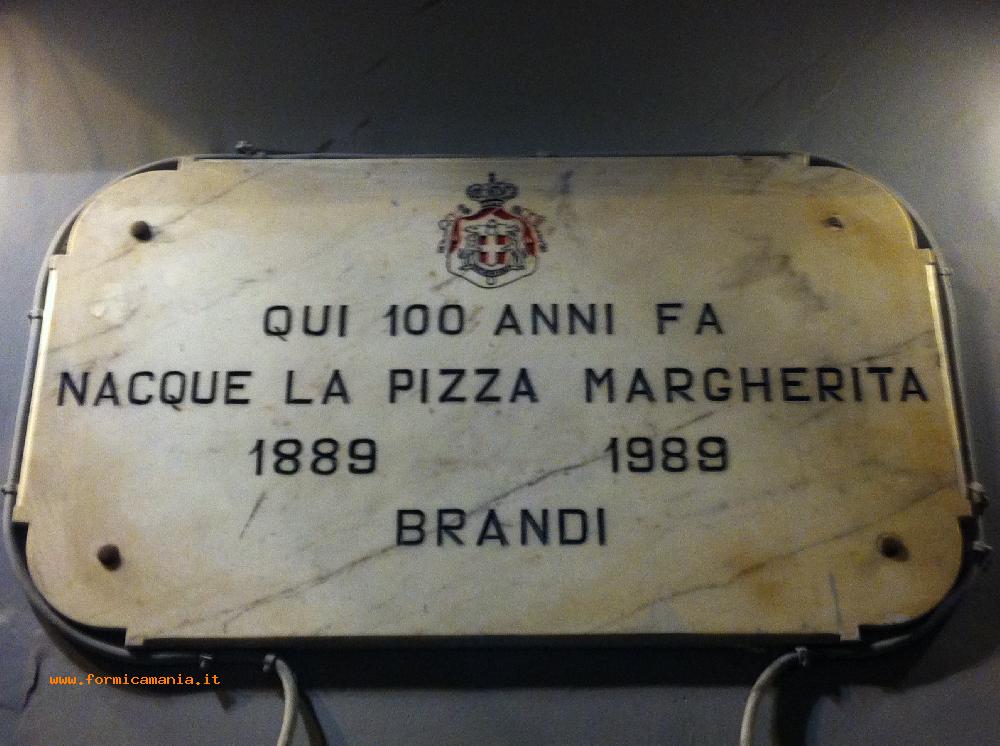 QUI 100 ANNI FA
NACQUE LA PIZZA MARGHERITA
1889 1989
BRANDI
www.formicamania.it